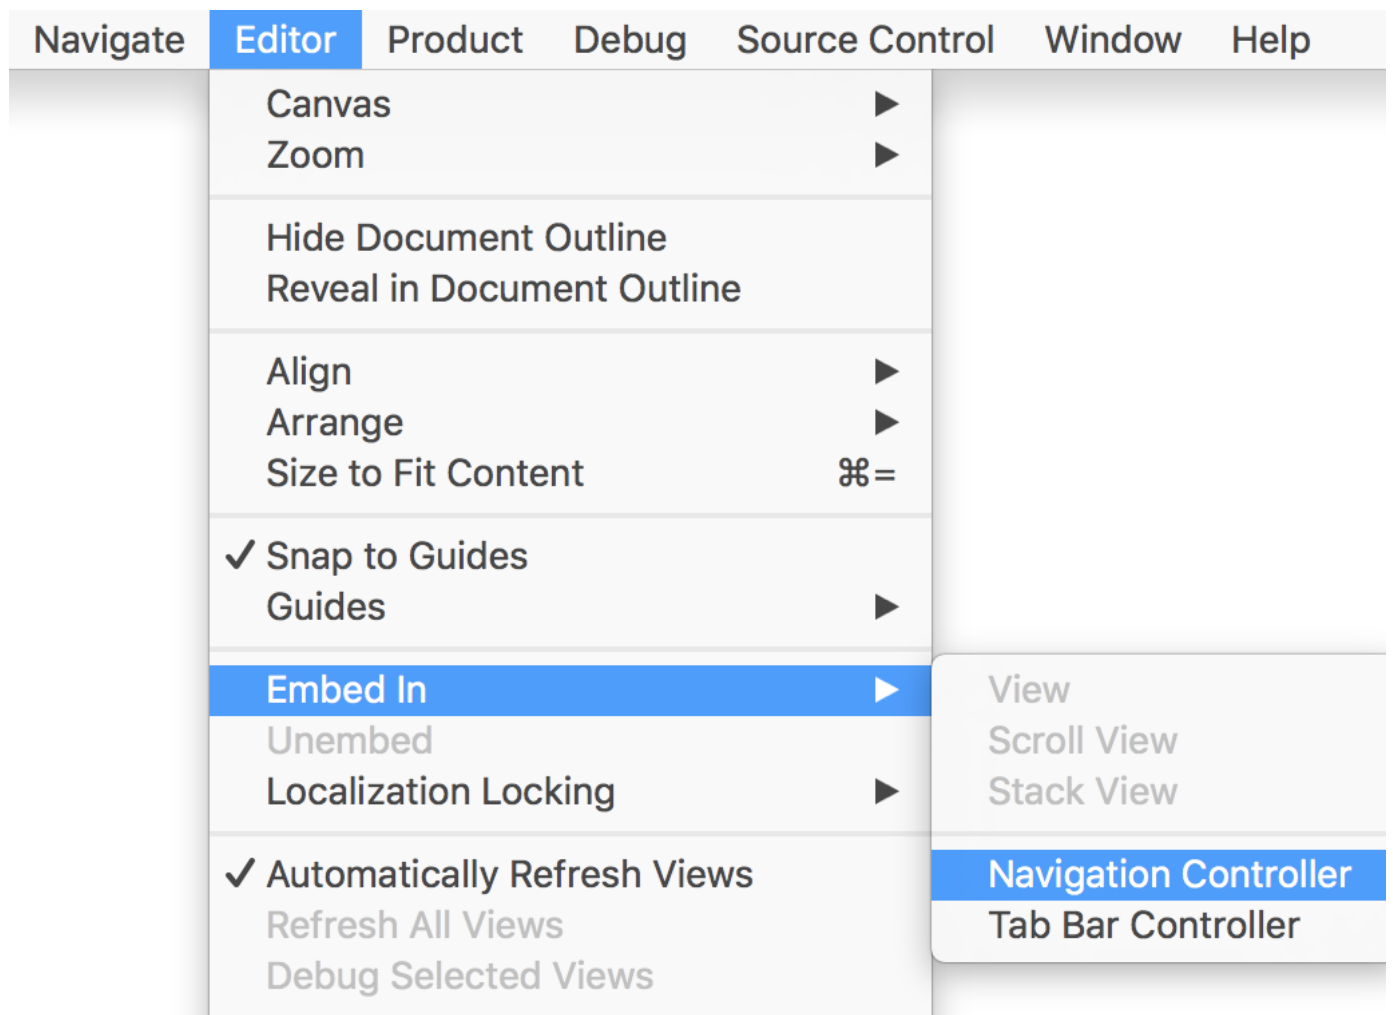 Navigate Editor Product Debug Source Control Window Help
Canvas
Zoom
Hide Document Outline
Reveal in Document Outline
Align
Arrange
Size to Fit Content ⌘=
✓ Snap to Guides
Guides
Embed In
Unembed
Localization Locking
✓ Automatically Refresh Views
Refresh All Views
Debug Selected Views
View
Scroll View
Stack View
Navigation Controller
Tab Bar Controller